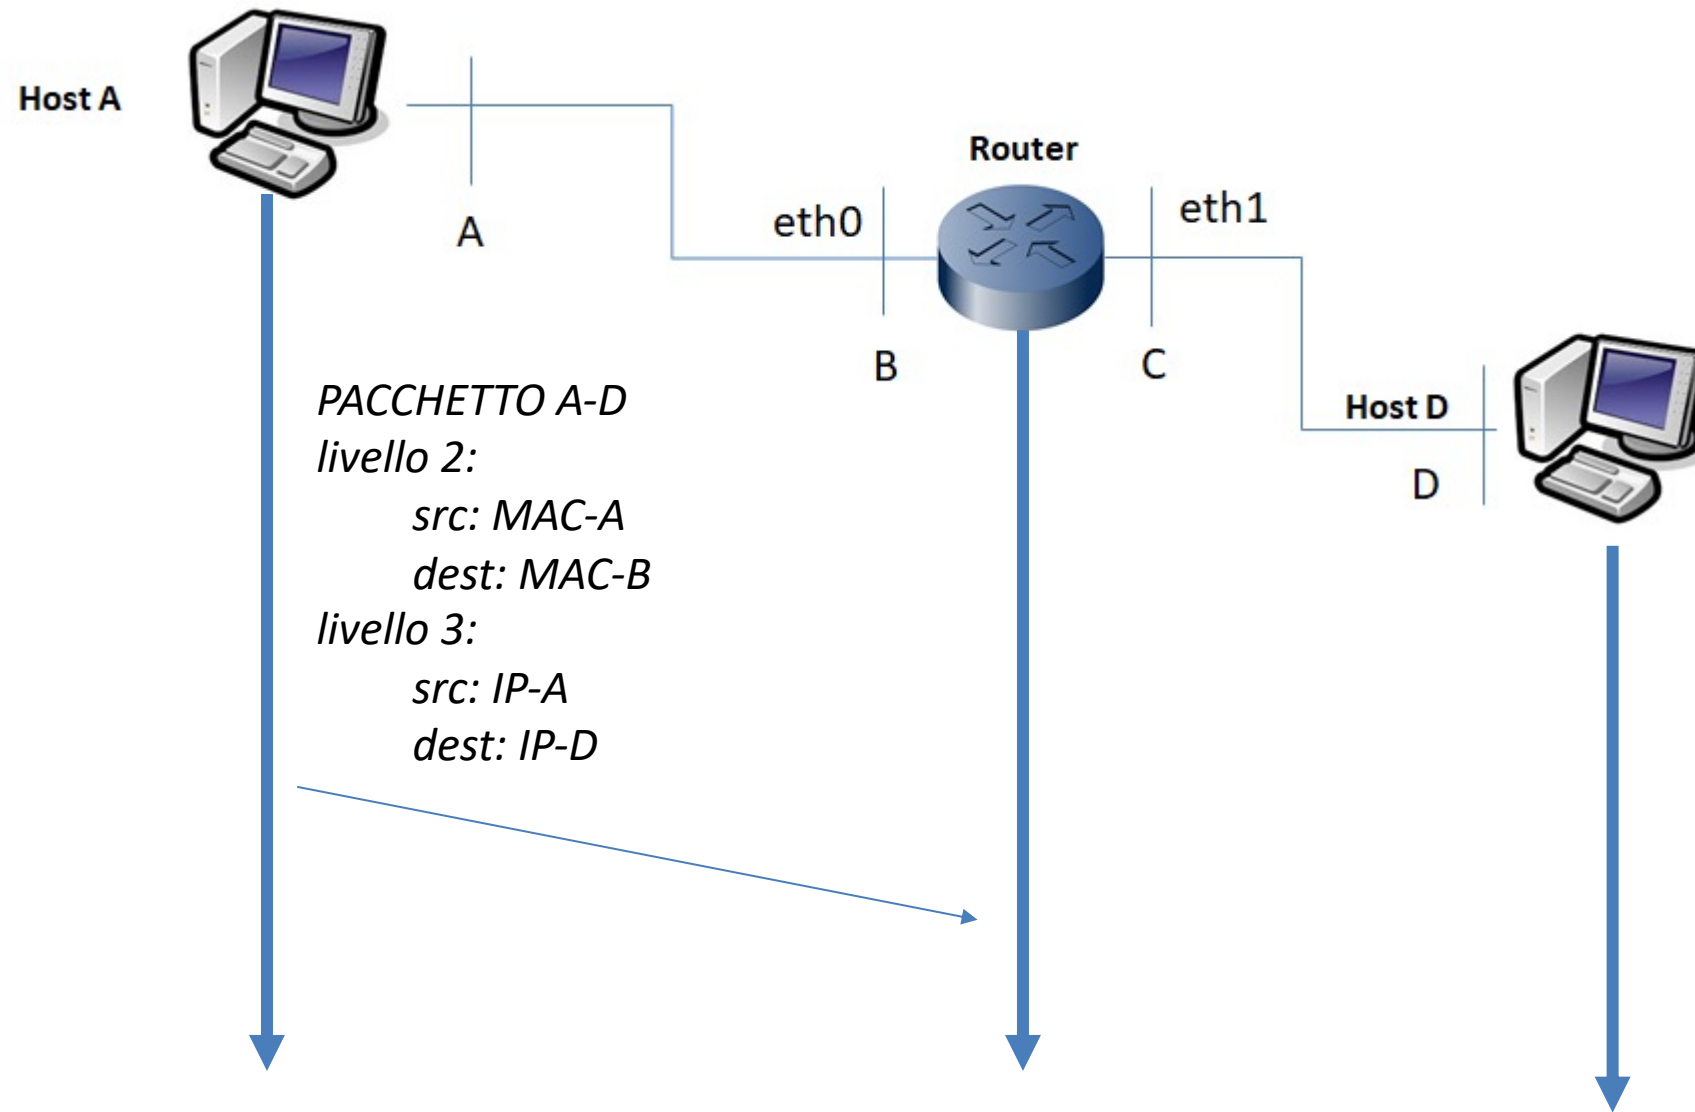 Host A
A
Router
eth0
eth1
B
C
Host D
D
PACCHETTO A-D
livello 2:
src: MAC-A
dest: MAC-B
livello 3:
src: IP-A
dest: IP-D